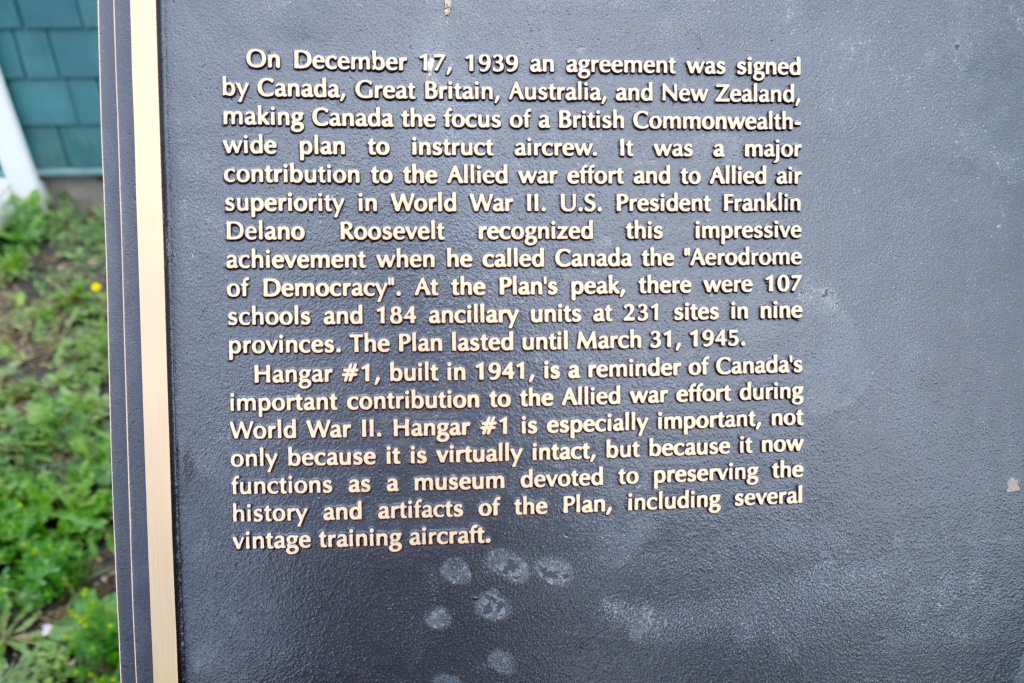 On December 17, 1939 an agreement was signed
by Canada, Great Britain, Australia, and New Zealand,
making Canada the focus of a British Commonwealth-
wide plan to instruct aircrew. It was a major
contribution to the Allied war effort and to Allied air
superiority in World War II. U.S. President Franklin
Delano Roosevelt recognized this impressive
achievement when he called Canada the "Aerodrome
of Democracy". At the Plan's peak, there were 107
schools and 184 ancillary units at 231 sites in nine
provinces. The Plan lasted until March 31, 1945.
Hangar #1, built in 1941, is a reminder of Canada's
important contribution to the Allied war effort during
World War II. Hangar #1 is especially important, not
only because it is virtually intact, but because it now
functions as a museum devoted to preserving the
history and artifacts of the Plan, including several
vintage training aircraft.